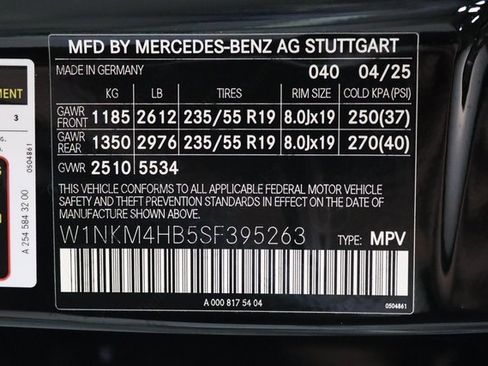 MFD BY MERCEDES-BENZ AG STUTTGART
MADE IN GERMANY 040 04/25
KG LB TIRES RIM SIZE COLD KPA (PSI)
GAWR FRONT 1185 2612 235/55 R19 8.0Jx19 250(37)
GAWR REAR 1350 2976 235/55 R19 8.0Jx19 270(40)
GVWR 2510 5534
THIS VEHICLE CONFORMS TO ALL APPLICABLE FEDERAL MOTOR VEHICLE
SAFETY AND THEFT PREVENTION STANDARDS IN EFFECT ON THE DATE
OF MANUFACTURE SHOWN ABOVE.
W1NKM4HB5SF395263 TYPE: MPV
A 000 817 54 04
0504861
3
0504861
A 254 584 32 00